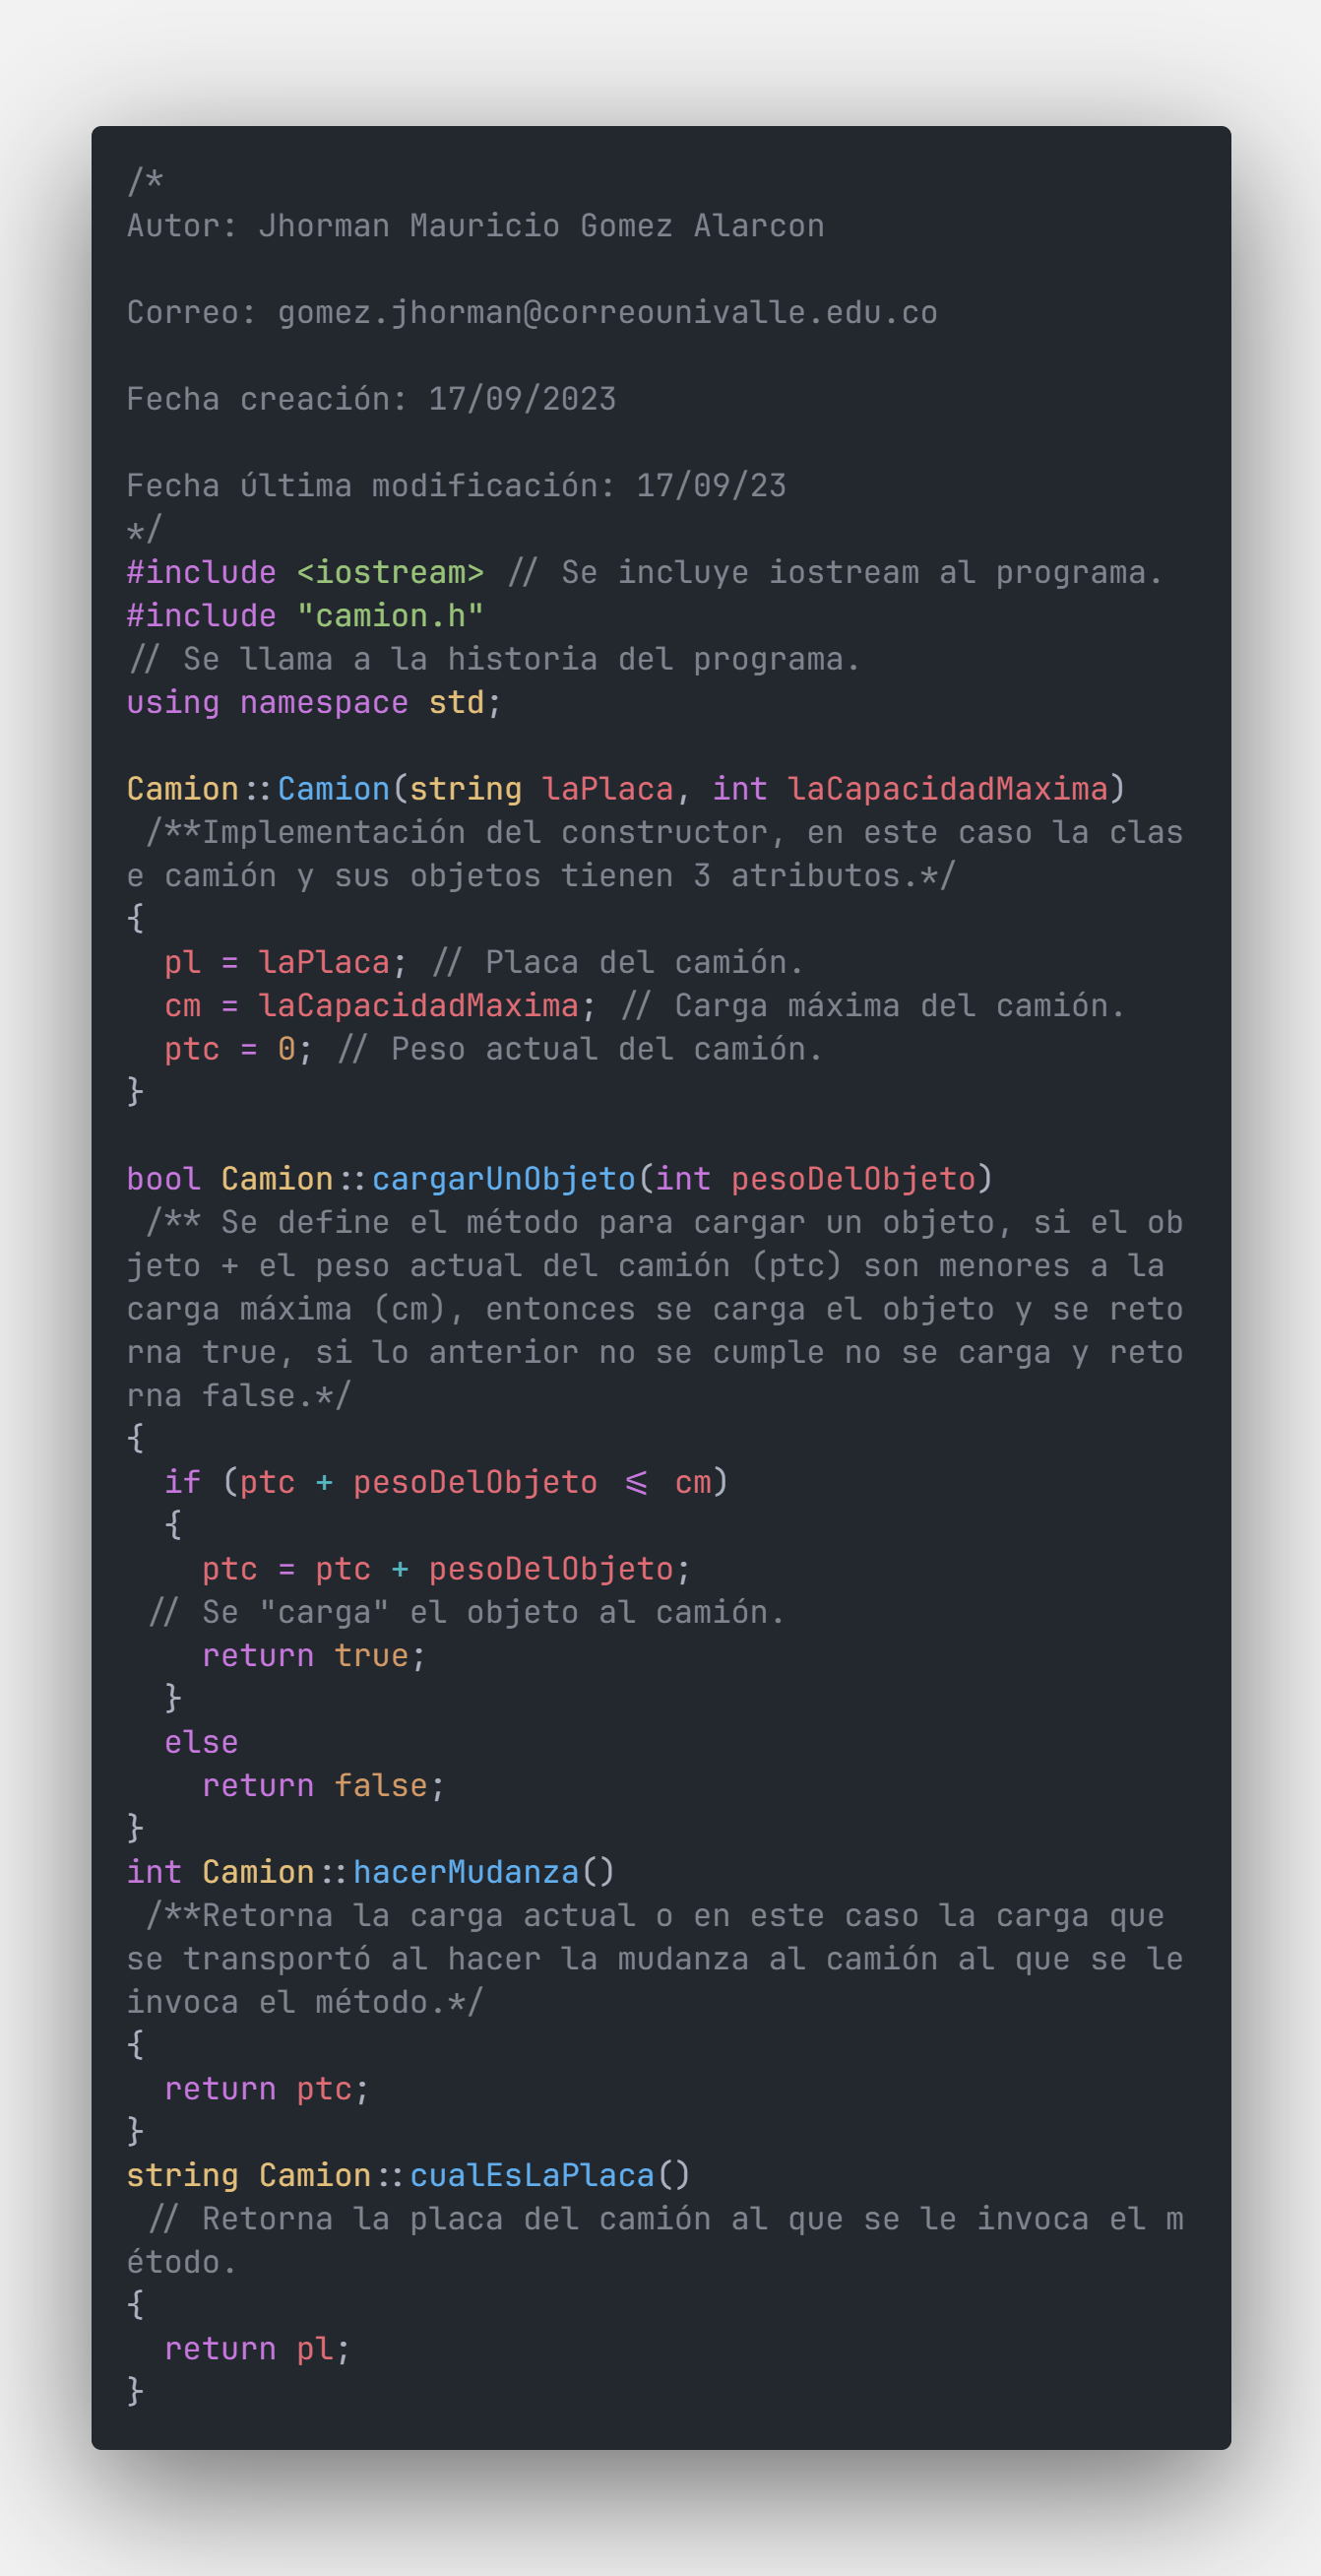 /*
Autor: Jhorman Mauricio Gomez Alarcon
Correo: gomez.jhorman@correounivalle.edu.co
Fecha creación: 17/09/2023
Fecha última modificación: 17/09/23
*/
#include <iostream> // Se incluye iostream al programa.
#include "camion.h"
// Se llama a la historia del programa.
using namespace std;
Camion::Camion(string laPlaca, int laCapacidadMaxima)
/**Implementación del constructor, en este caso la clas
e camión y sus objetos tienen 3 atributos.*/
{
pl = laPlaca; // Placa del camión.
cm = laCapacidadMaxima; // Carga máxima del camión.
ptc = 0; // Peso actual del camión.
}
bool Camion::cargarUnObjeto(int pesoDelObjeto)
/** Se define el método para cargar un objeto, si el ob
jeto + el peso actual del camión (ptc) son menores a la
carga máxima (cm), entonces se carga el objeto y se reto
rna true, si lo anterior no se cumple no se carga y reto
rna false.*/
{
if (ptc + pesoDelObjeto <= cm)
{
ptc = ptc + pesoDelObjeto;
// Se "carga" el objeto al camión.
return true;
}
else
return false;
}
int Camion::hacerMudanza()
/**Retorna la carga actual o en este caso la carga que
se transportó al hacer la mudanza al camión al que se le
invoca el método.*/
{
return ptc;
}
string Camion::cualEsLaPlaca()
// Retorna la placa del camión al que se le invoca el m
étodo.
{
return pl;
}